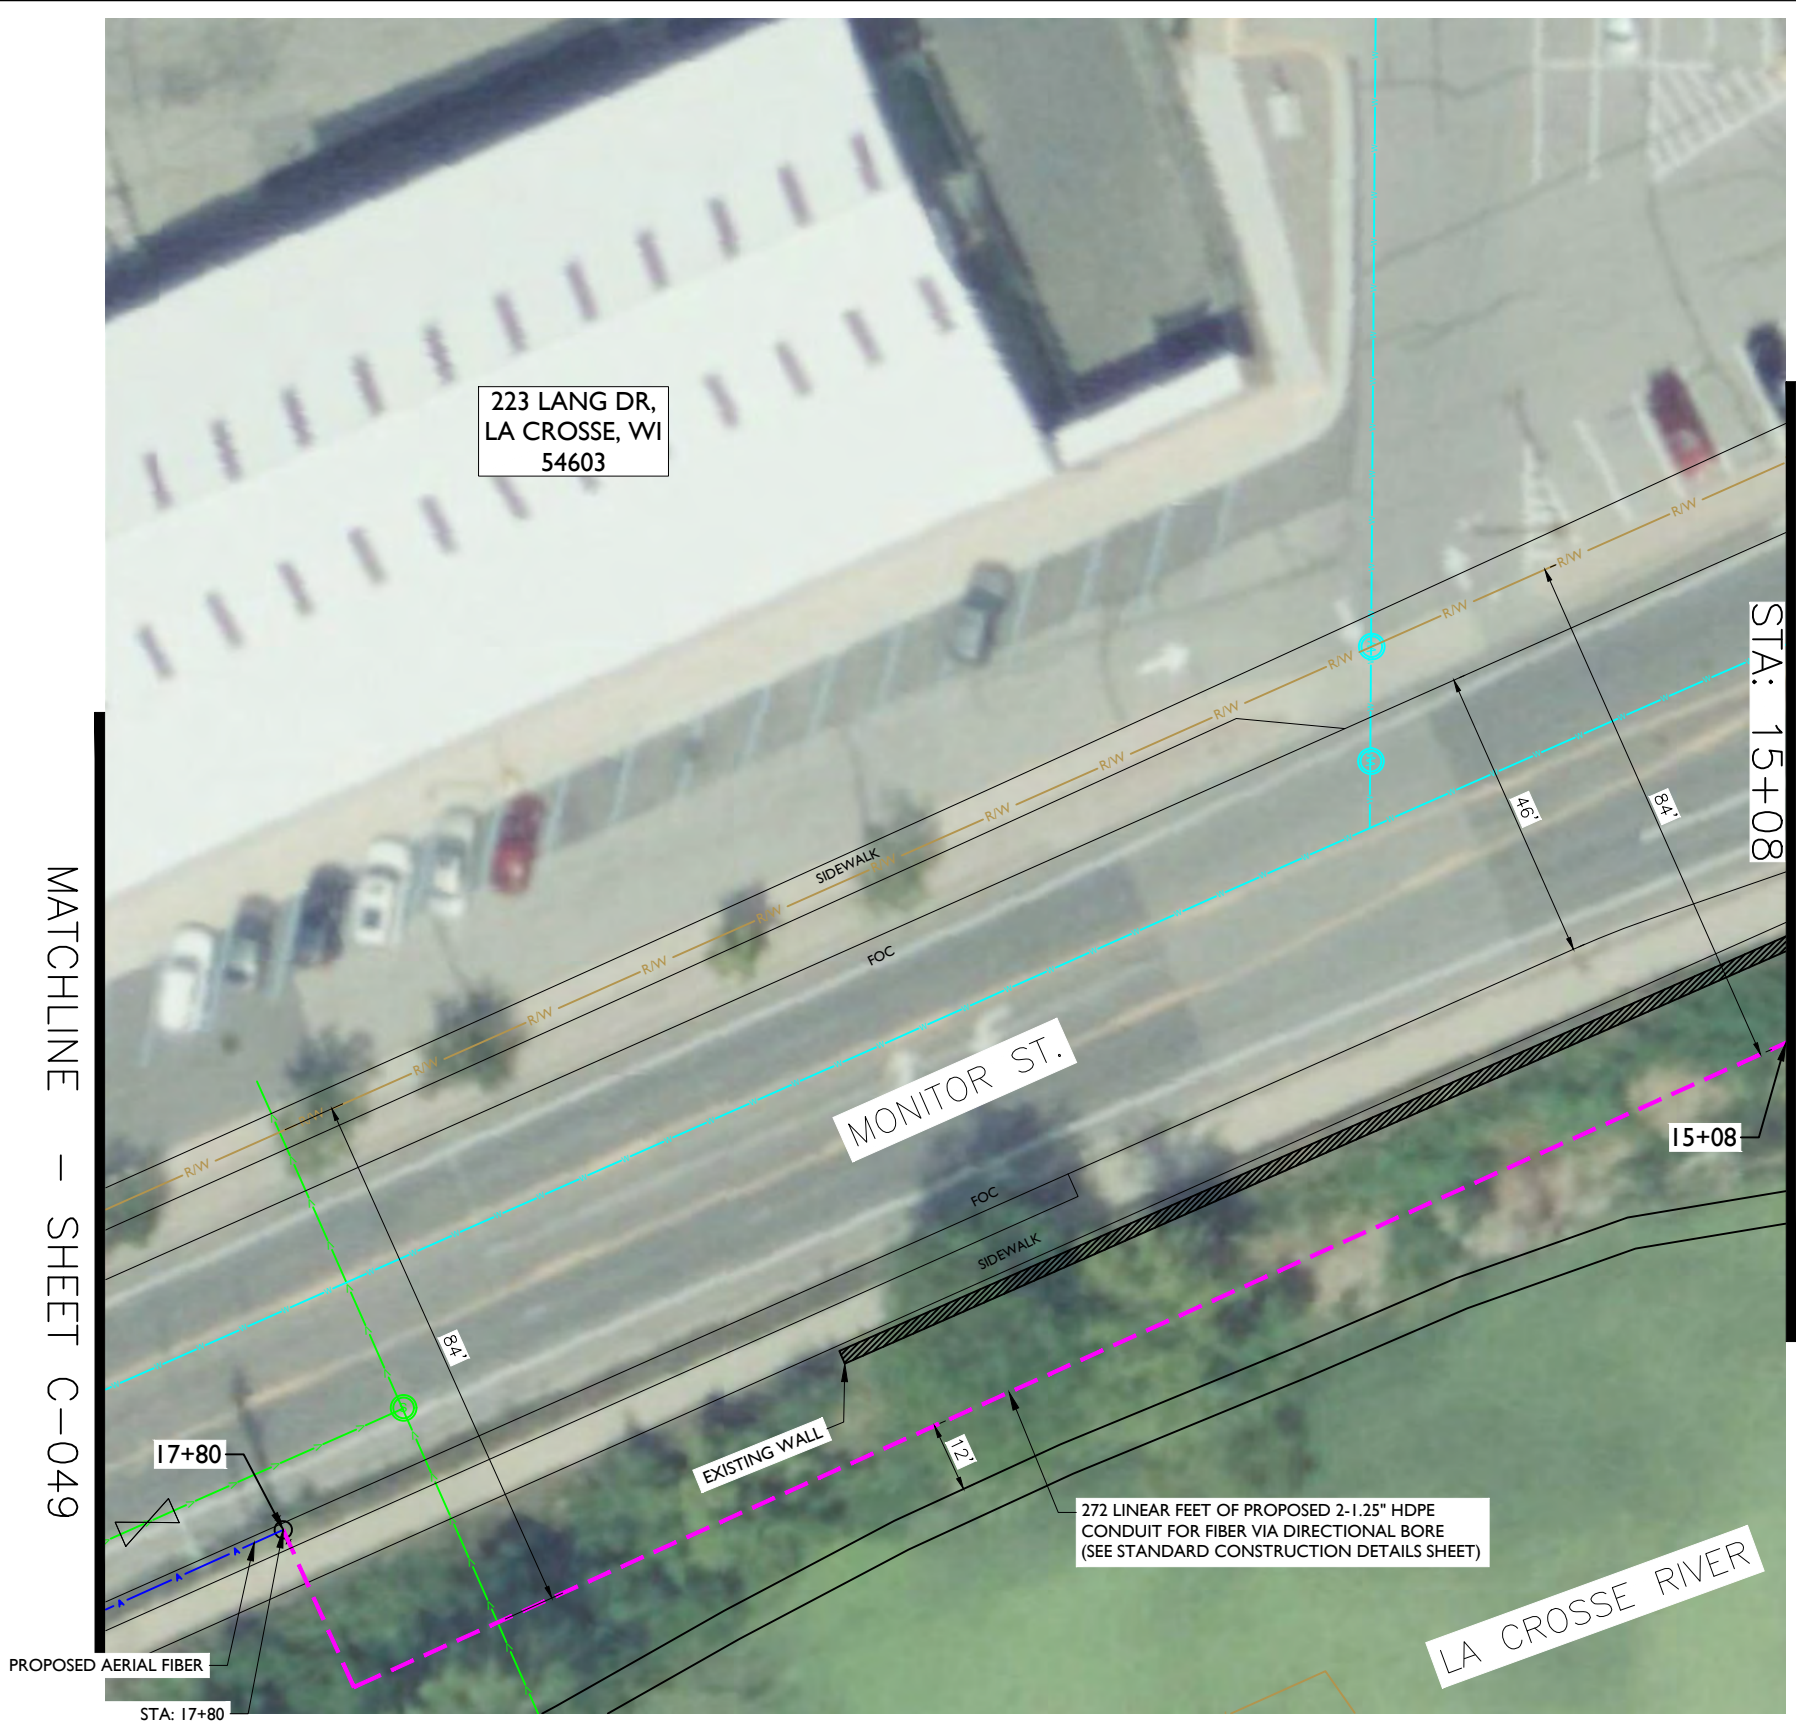 223 LANG DR,
LA CROSSE, WI
54603
R/W
R/W
R/W
R/W
R/W
R/W
R/W
R/W
R/W
R/W
R/W
R/W
R/W
R/W
STA: 15+08
46'
84'
SIDEWALK
FOC
MONITOR ST.
15+08
FOC
SIDEWALK
84'
MATCHLINE - SHEET C-049
17+80
EXISTING WALL
12'
272 LINEAR FEET OF PROPOSED 2-1.25" HDPE
CONDUIT FOR FIBER VIA DIRECTIONAL BORE
(SEE STANDARD CONSTRUCTION DETAILS SHEET)
LA CROSSE RIVER
A
A
A
PROPOSED AERIAL FIBER
STA: 17+80